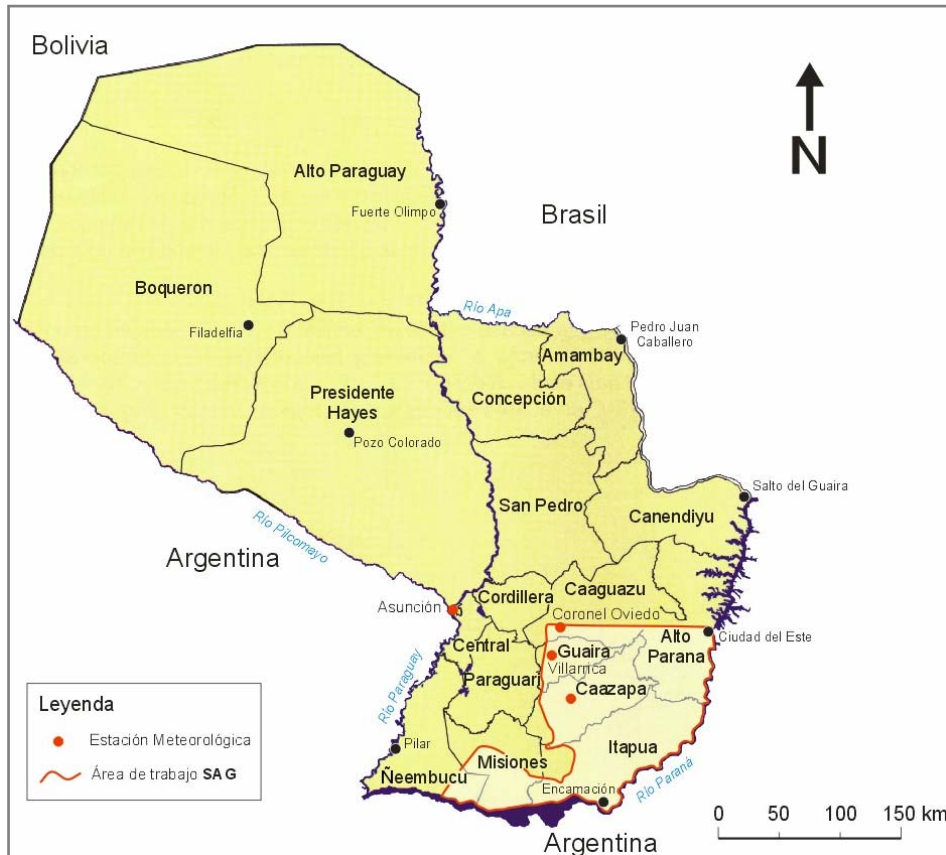 Bolivia
N
Alto Paraguay
Fuerte Olimpo
Brasil
Boqueron
Filadelfia
Río Apa
Pedro Juan
Caballero
Amambay
Concepción
Presidente
Hayes
Pozo Colorado
Salto del Guaira
San Pedro
Canendiyu
Río Pilcomayo
Argentina
Asunción
Cordillera
Caaguazu
Coronel Oviedo
Alto
Parana
Ciudad del Este
Central
Guaira
Villarrica
Paraguari
Caazapa
Río Paraguay
Leyenda
Estación Meteorológica
Área de trabajo SAG
Pilar
Ñeembucu
Misiones
Itapua
Encarnación
Río Paraná
0 50 100 150 km
Argentina